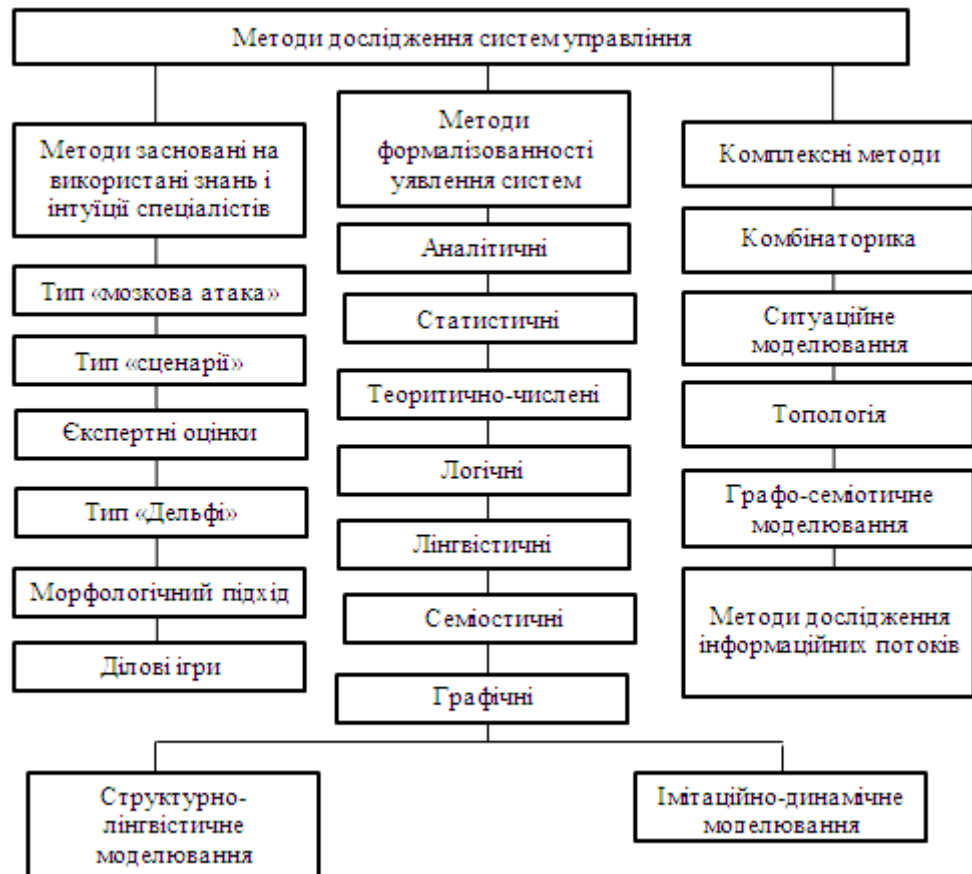 Методи дослідження систем управління
Методи засновані на
використані знань і
інтуїції спеціалістів
Тип «мозкова атака»
Тип «сценарії»
Єкспертні оцінки
Тип «Дельфі»
Морфологічний підхід
Ділові ігри
Методи
формалізованності
уявлення систем
Аналітичні
Статистичні
Теоритично-числені
Логічні
Лінгвістичні
Семіостичні
Графічні
Комплексні методи
Комбінаторика
Ситуаційне
моделювання
Топологія
Графо-семіотичне
моделювання
Методи дослідження
інформаційних потоків
Структурно-
лінгвістичне
моделювання
Імітаційно-динамічне
моделювання